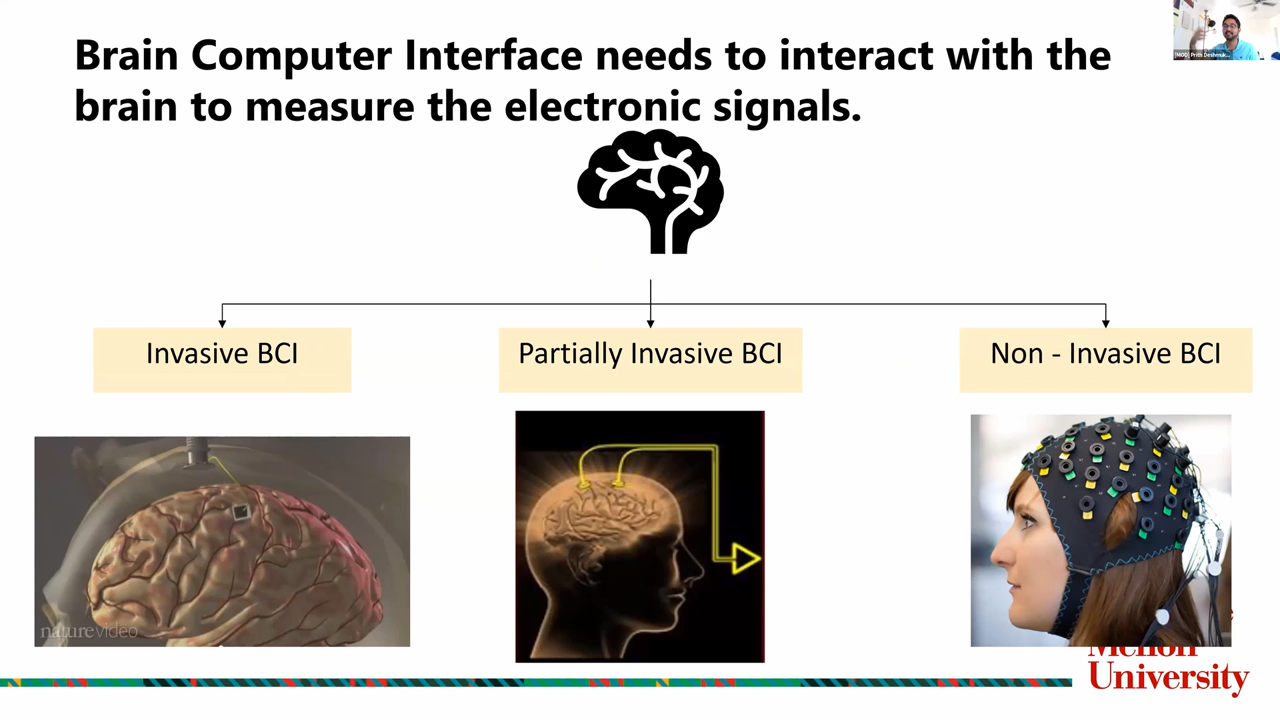 Brain Computer Interface needs to interact with the
brain to measure the electronic signals.
Invasive BCI
Partially Invasive BCI
Non - Invasive BCI
nature video
Mellon
University